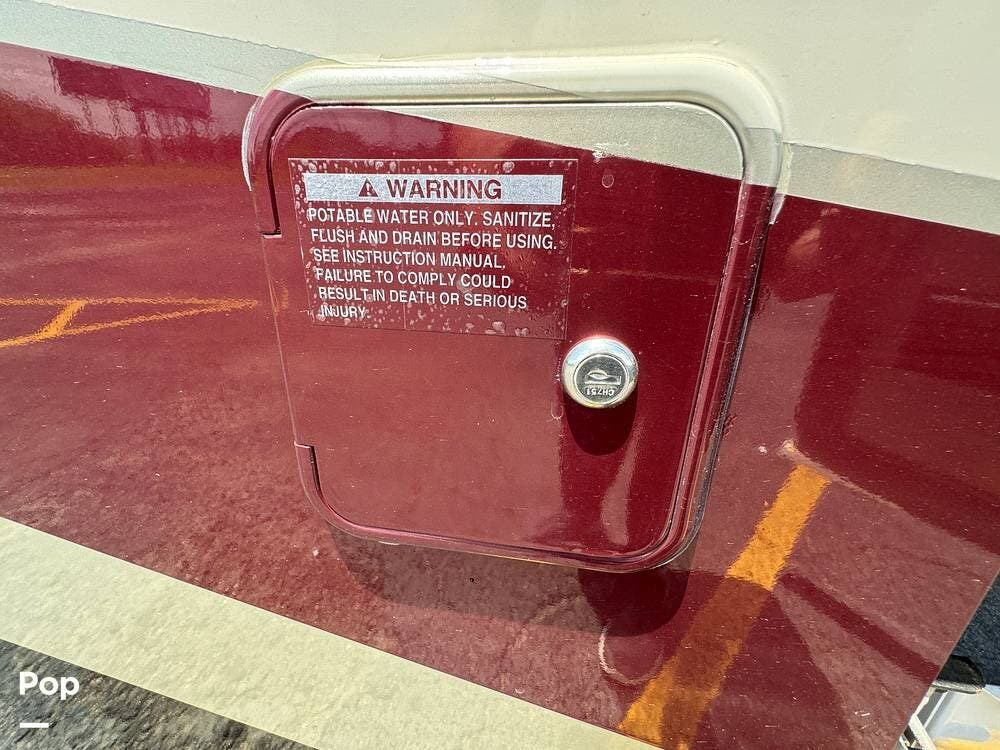 WARNING
POTABLE WATER ONLY. SANITIZE,
FLUSH AND DRAIN BEFORE USING.
SEE INSTRUCTION MANUAL,
FAILURE TO COMPLY COULD
RESULT IN DEATH OR SERIOUS
INJURY.
CH751
Pop